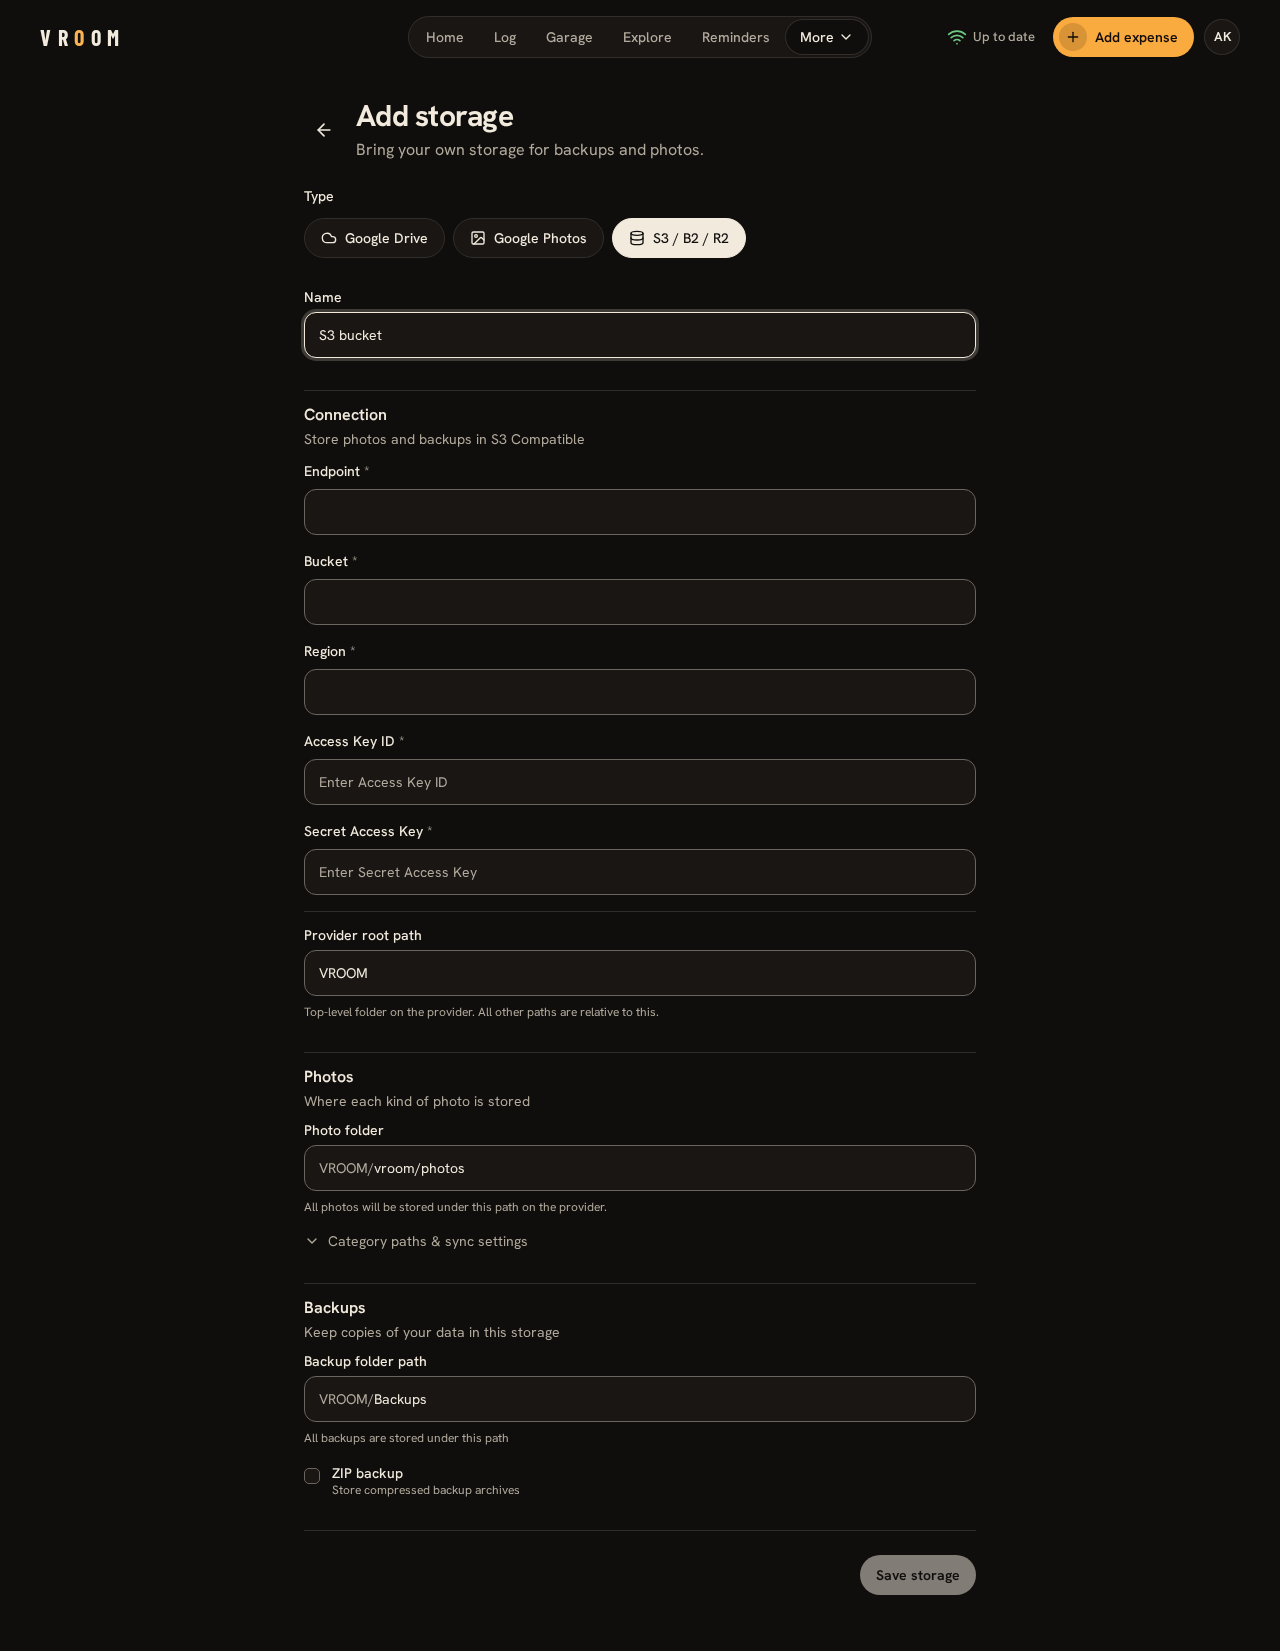 VROOM
Home Log Garage Explore Reminders More
Up to date
Add expense
AK
Add storage
Bring your own storage for backups and photos.
Type
Google Drive Google Photos S3 / B2 / R2
Name
S3 bucket
Connection
Store photos and backups in S3 Compatible
Endpoint *
Bucket *
Region *
Access Key ID *
Enter Access Key ID
Secret Access Key *
Enter Secret Access Key
Provider root path
VROOM
Top-level folder on the provider. All other paths are relative to this.
Photos
Where each kind of photo is stored
Photo folder
VROOM/vroom/photos
All photos will be stored under this path on the provider.
Category paths & sync settings
Backups
Keep copies of your data in this storage
Backup folder path
VROOM/Backups
All backups are stored under this path
ZIP backup
Store compressed backup archives
Save storage